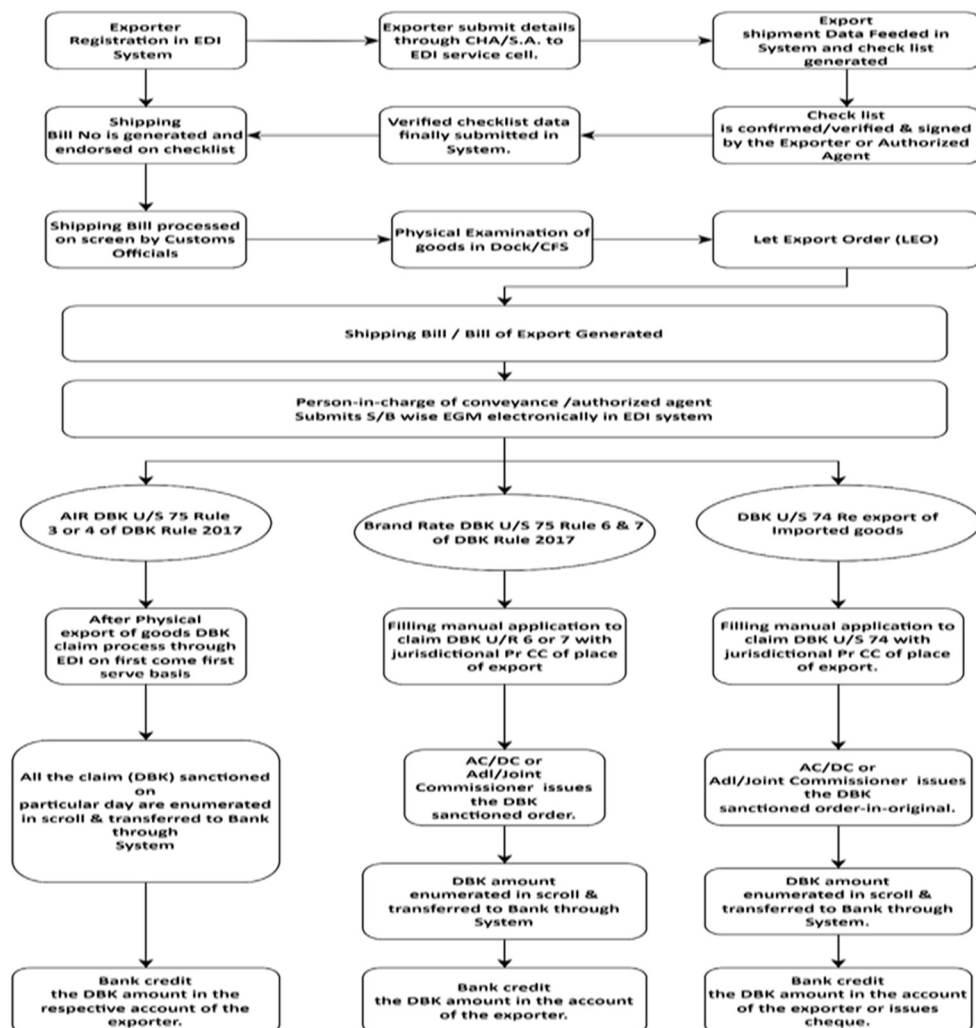 Exporter
Registration in EDI
System
Exporter submit details
through CHA/S.A. to
EDI service cell.
Export
shipment Data Feeded in
System and check list
generated
Shipping
Bill No is generated and
endorsed on checklist
Verified checklist data
finally submitted in
System.
Check list
is confirmed/verified & signed
by the Exporter or Authorized
Agent
Shipping Bill processed
on screen by Customs
Officials
Physical Examination of
goods in Dock/CFS
Let Export Order (LEO)
Shipping Bill / Bill of Export Generated
Person-in-charge of conveyance /authorized agent
Submits S/B wise EGM electronically in EDI system
AIR DBK U/S 75 Rule
3 or 4 of DBK Rule 2017
Brand Rate DBK U/S 75 Rule 6 & 7
of DBK Rule 2017
DBK U/S 74 Re export of
Imported goods
After Physical
export of goods DBK
claim process through
EDI on first come first
serve basis
Filling manual application to
claim DBK U/R 6 or 7 with
jurisdictional Pr CC of place
of export
Filling manual application to
claim DBK U/S 74 with
jurisdictional Pr CC of place
of export.
All the claim (DBK) sanctioned
on
particular day are enumerated
in scroll & transferred to Bank
through
System
AC/DC or
Adl/Joint
Commissioner issues
the DBK
sanctioned order.
AC/DC or
Adl/Joint Commissioner issues
the DBK
sanctioned order-in-original.
DBK amount
enumerated in scroll &
transferred to Bank through
System
DBK amount
enumerated in scroll &
transferred to Bank through
System.
Bank credit
the DBK amount in the
respective account of the
exporter.
Bank credit
the DBK amount in the account
of the exporter.
Bank credit
the DBK amount in the account
of the exporter or issues
cheque.